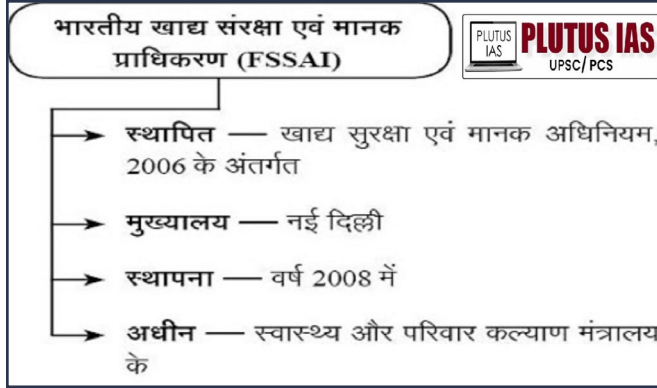 भारतीय खाद्य संरक्षा एवं मानक
प्राधिकरण (FSSAI)
PLUTUS
IAS
PLUTUS IAS
UPSC/PCS
स्थापित — खाद्य सुरक्षा एवं मानक अधिनियम,
2006 के अंतर्गत
मुख्यालय — नई दिल्ली
स्थापना — वर्ष 2008 में
अधीन — स्वास्थ्य और परिवार कल्याण मंत्रालय
के